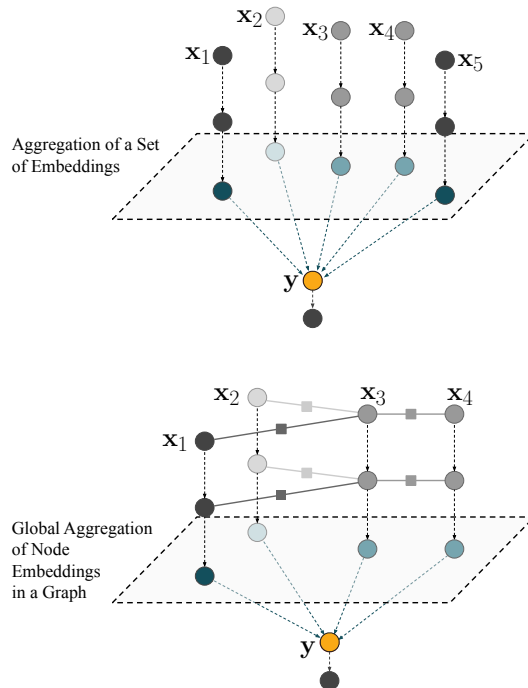 x₂
x₃ x₄
x₁ x₅
Aggregation of a Set
of Embeddings
y
x₂ x₃ x₄
x₁
Global Aggregation
of Node
Embeddings
in a Graph
y